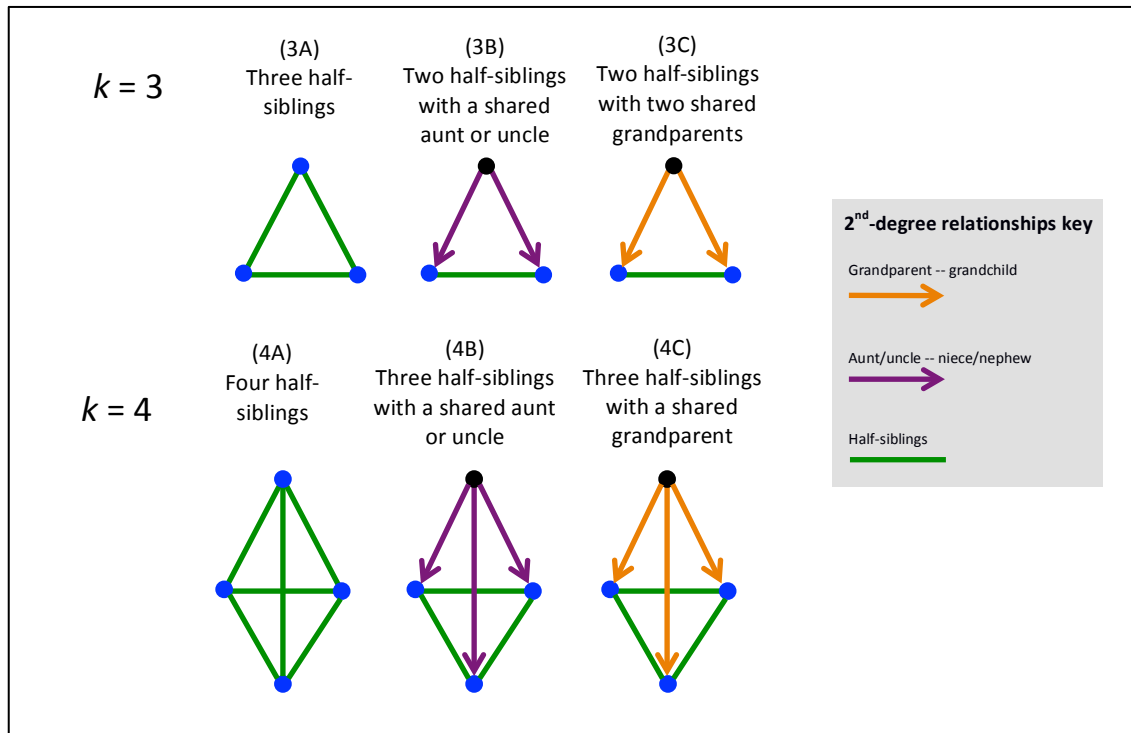 k = 3
(3A)
Three half-
siblings
(3B)
Two half-siblings
with a shared
aunt or uncle
(3C)
Two half-siblings
with two shared
grandparents
2nd-degree relationships key
Grandparent -- grandchild
Aunt/uncle -- niece/nephew
Half-siblings
k = 4
(4A)
Four half-
siblings
(4B)
Three half-siblings
with a shared aunt
or uncle
(4C)
Three half-siblings
with a shared
grandparent